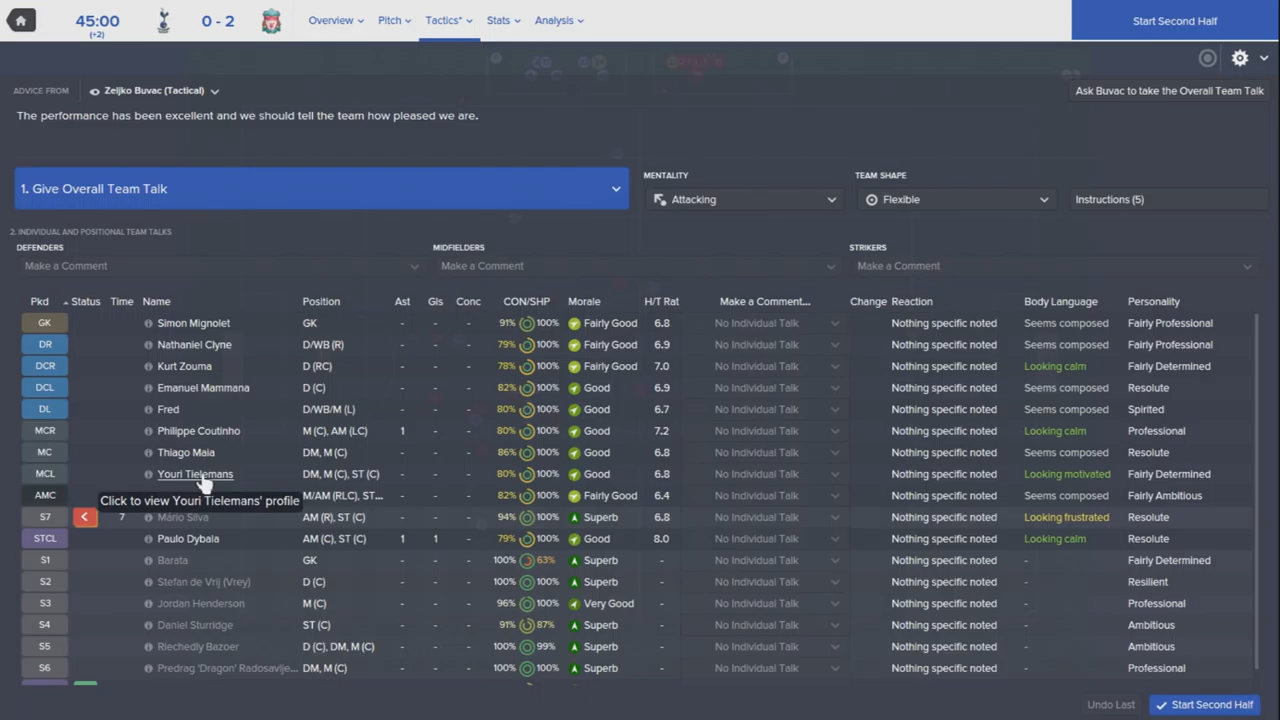 45:00 0 - 2 Overview Pitch Tactics* Stats Analysis Start Second Half
(+2)
ADVICE FROM Zeljko Buvac (Tactical) Ask Buvac to take the Overall Team Talk
The performance has been excellent and we should tell the team how pleased we are.
MENTALITY TEAM SHAPE
1. Give Overall Team Talk Attacking Flexible Instructions (5)
2. INDIVIDUAL AND POSITIONAL TEAM TALKS
DEFENDERS MIDFIELDERS STRIKERS
Make a Comment Make a Comment Make a Comment
Pkd Status Time Name Position Ast Gls Conc CON/SHP Morale H/T Rat Make a Comment... Change Reaction Body Language Personality
GK Simon Mignolet GK - - - 91% 100% Fairly Good 6.8 No Individual Talk Nothing specific noted Seems composed Fairly Professional
DR Nathaniel Clyne D/WB (R) - - - 79% 100% Fairly Good 6.9 No Individual Talk Nothing specific noted Seems composed Fairly Professional
DCR Kurt Zouma D (RC) - - - 78% 100% Fairly Good 7.0 No Individual Talk Nothing specific noted Looking calm Fairly Determined
DCL Emanuel Mammana D (C) - - - 82% 100% Good 6.9 No Individual Talk Nothing specific noted Seems composed Resolute
DL Fred D/WB/M (L) - - - 80% 100% Good 6.7 No Individual Talk Nothing specific noted Seems composed Spirited
MCR Philippe Coutinho M (C), AM (LC) 1 - - 80% 100% Good 7.2 No Individual Talk Nothing specific noted Looking calm Professional
MC Thiago Maia DM, M (C) - - - 86% 100% Good 6.8 No Individual Talk Nothing specific noted Seems composed Resolute
MCL Youri Tielemans DM, M (C), ST (C) - - - 80% 100% Good 6.8 No Individual Talk Nothing specific noted Looking motivated Fairly Determined
AMC M/AM (RLC), ST... - - - 82% 100% Fairly Good 6.4 No Individual Talk Nothing specific noted Seems composed Fairly Ambitious
Click to view Youri Tielemans' profile
S7 7 Mário Silva AM (R), ST (C) - - - 94% 100% Superb 6.8 No Individual Talk Nothing specific noted Looking frustrated Resolute
STCL Paulo Dybala AM (C), ST (C) 1 1 - 79% 100% Good 8.0 No Individual Talk Nothing specific noted Looking calm Resolute
S1 Barata GK - - - 100% 63% Superb - No Individual Talk Nothing specific noted - Fairly Determined
S2 Stefan de Vrij (Vrey) D (C) - - - 100% 100% Superb - No Individual Talk Nothing specific noted - Resilient
S3 Jordan Henderson M (C) - - - 96% 100% Very Good - No Individual Talk Nothing specific noted - Professional
S4 Daniel Sturridge ST (C) - - - 91% 87% Superb - No Individual Talk Nothing specific noted - Ambitious
S5 Riechedly Bazoer D (C), DM, M (C) - - - 100% 99% Superb - No Individual Talk Nothing specific noted - Ambitious
S6 Predrag 'Dragon' Radosavlje... DM, M (C) - - - 100% 100% Superb - No Individual Talk Nothing specific noted - Professional
Undo Last Start Second Half